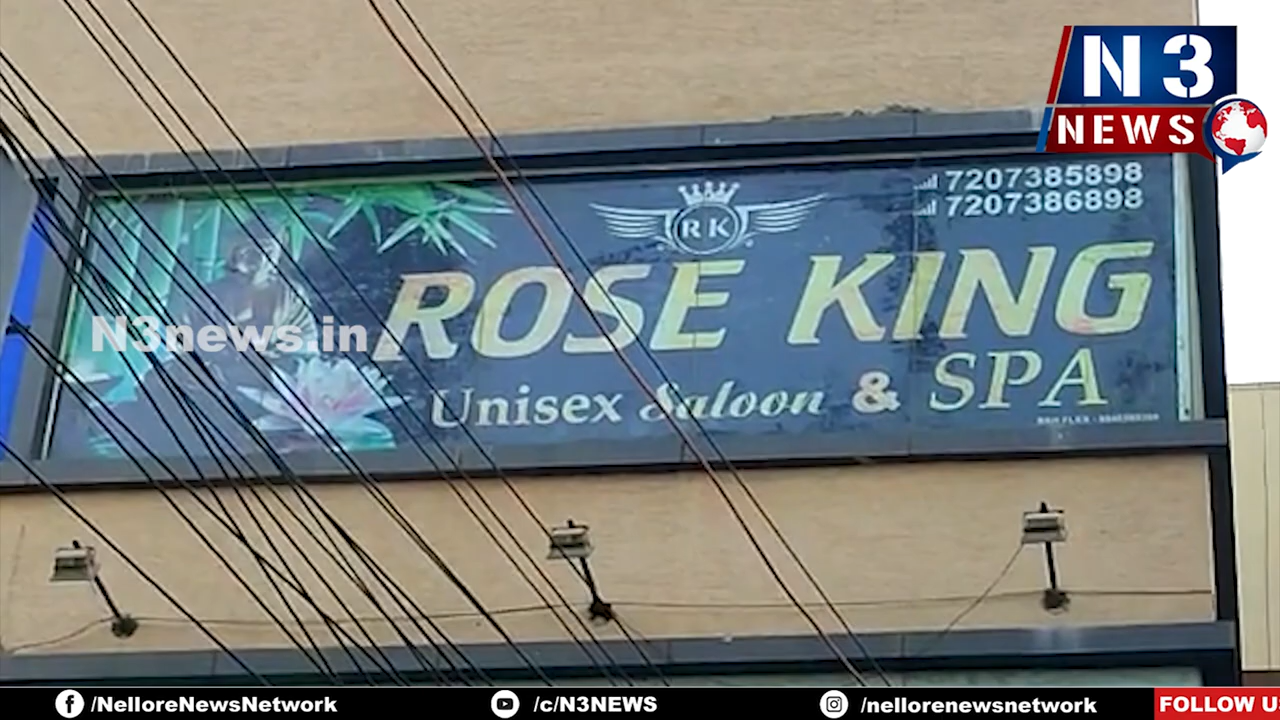 N3
NEWS
7207385898
7207386898
RK
ROSE KING
N3news.in
Unisex Saloon & SPA
/NelloreNewsNetwork
/c/N3NEWS
/nellorenewsnetwork
FOLLOW U